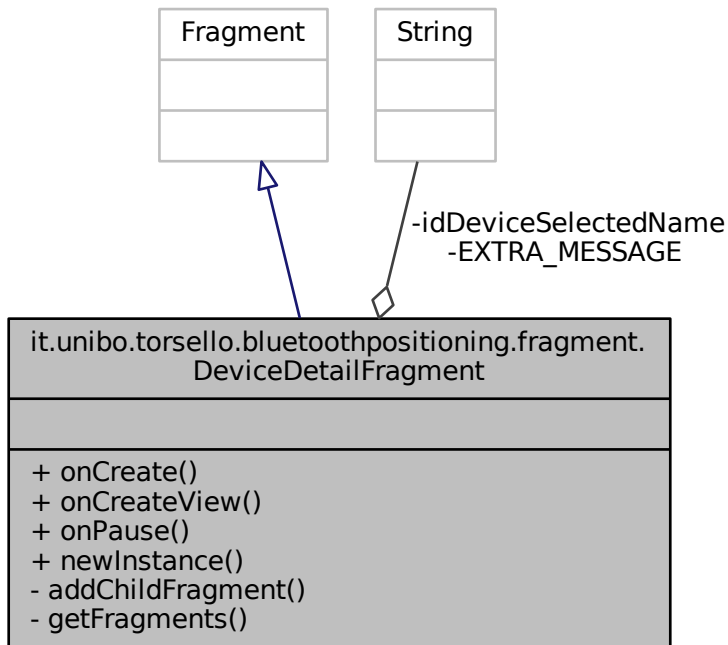 Fragment
String
-idDeviceSelectedName
-EXTRA_MESSAGE
it.unibo.torsello.bluetoothpositioning.fragment.
DeviceDetailFragment
+ onCreate()
+ onCreateView()
+ onPause()
+ newInstance()
- addChildFragment()
- getFragments()